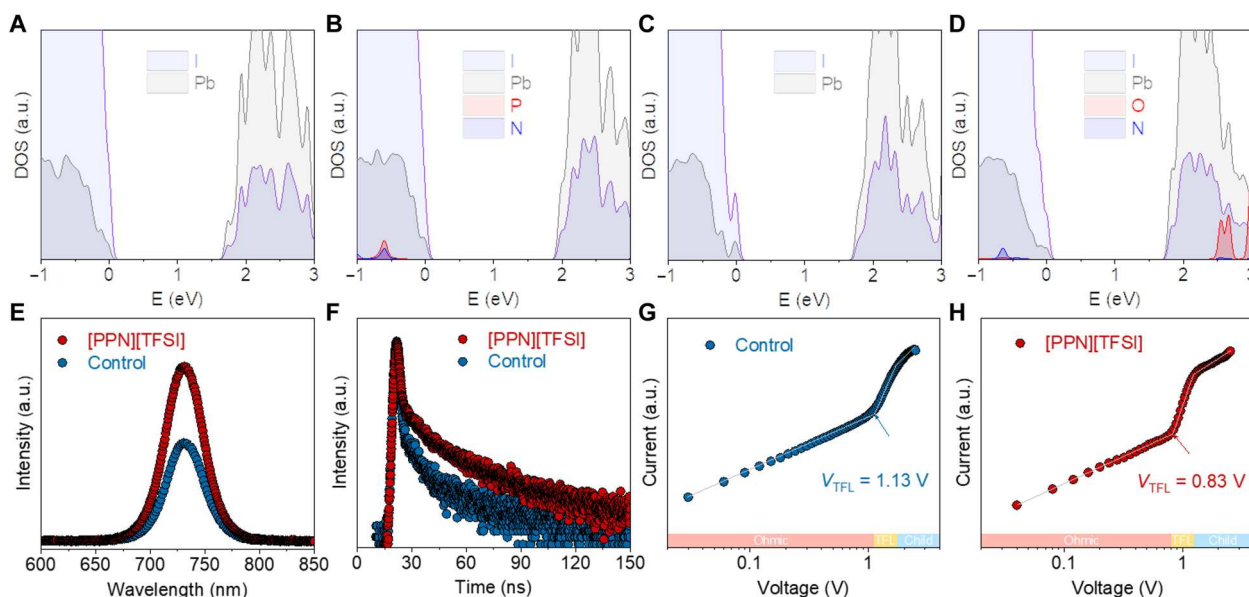 A
DOS (a.u.)
I
Pb
-1 0 1 2 3
E (eV)
B
DOS (a.u.)
I
Pb
P
N
-1 0 1 2 3
E (eV)
C
DOS (a.u.)
I
Pb
-1 0 1 2 3
E (eV)
D
DOS (a.u.)
I
Pb
O
N
-1 0 1 2 3
E (eV)
E
Intensity (a.u.)
[PPN][TFSI]
Control
600 650 700 750 800 850
Wavelength (nm)
F
Intensity (a.u.)
[PPN][TFSI]
Control
0 30 60 90 120 150
Time (ns)
G
Current (a.u.)
Control
VTFL = 1.13 V
Ohmic TFL Child
0.1 1
Voltage (V)
H
Current (a.u.)
[PPN][TFSI]
VTFL = 0.83 V
Ohmic TFL Child
0.1 1
Voltage (V)